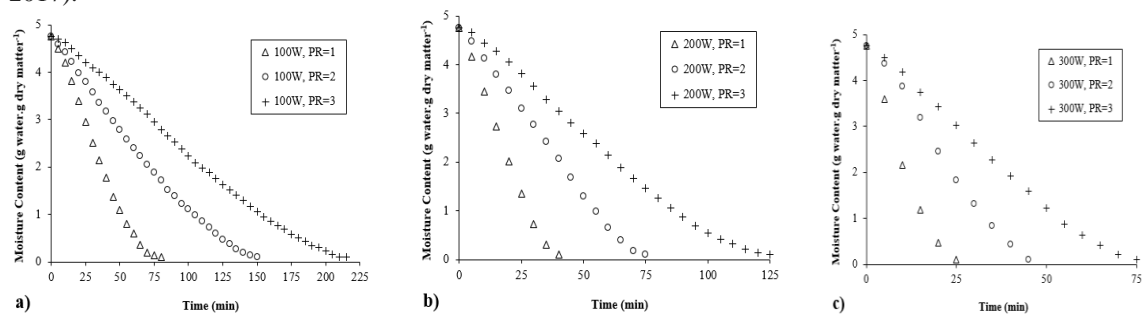 2017).
Moisture Content (g water.g dry matter-1)
5
4
3
2
1
0
100W, PR=1
100W, PR=2
100W, PR=3
0 25 50 75 100 125 150 175 200 225
Time (min)
a)
Moisture Content (g water.g dry matter-1)
5
4
3
2
1
0
200W, PR=1
200W, PR=2
200W, PR=3
0 25 50 75 100 125
Time (min)
b)
Moisture Content (g water.g dry matter-1)
5
4
3
2
1
0
300W, PR=1
300W, PR=2
300W, PR=3
0 25 50 75
Time (min)
c)